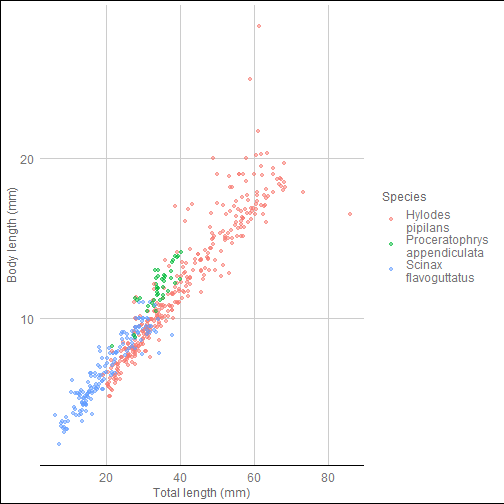 20
10
Body length (mm)
20
40
60
80
Total length (mm)
Species
Hylodes
pipilans
Proceratophrys
appendiculata
Scinax
flavoguttatus